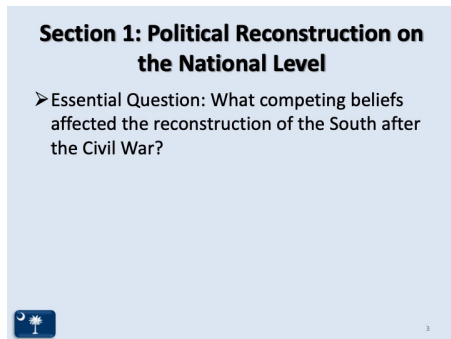 Section 1: Political Reconstruction on
the National Level
➢Essential Question: What competing beliefs
affected the reconstruction of the South after
the Civil War?
3